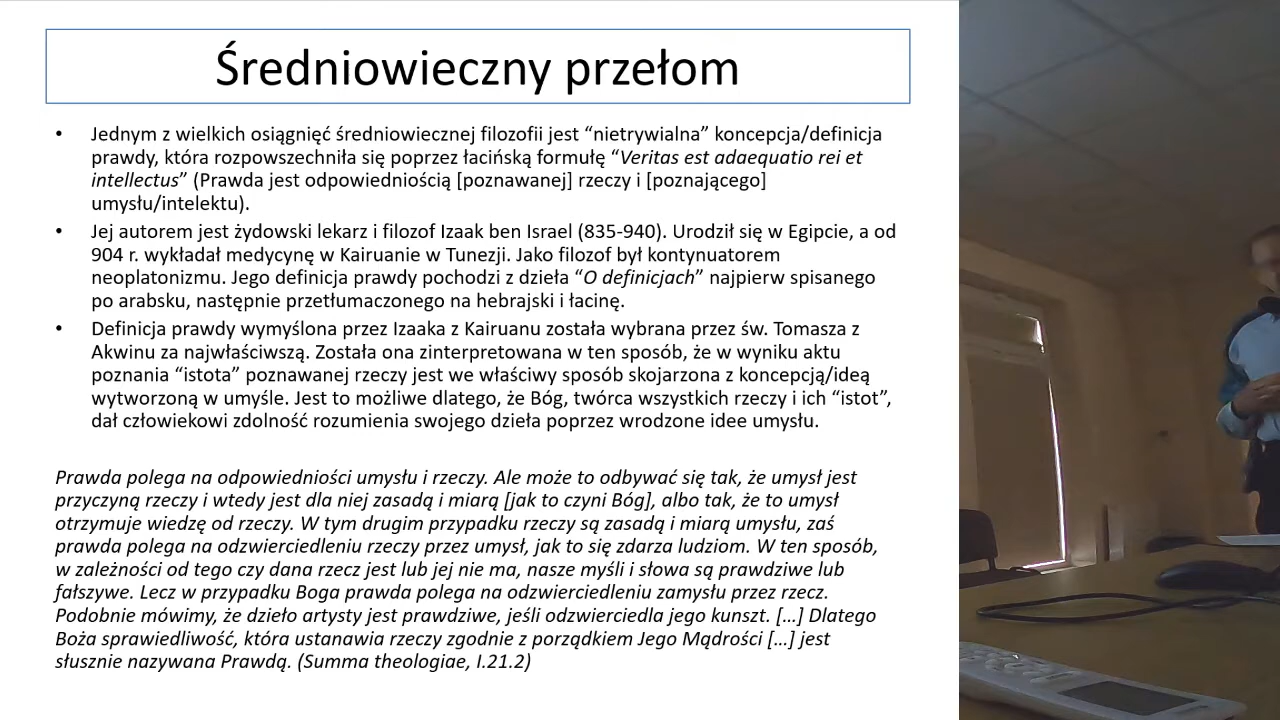 Średniowieczny przełom
• Jednym z wielkich osiągnięć średniowiecznej filozofii jest “nietrywialna” koncepcja/definicja
prawdy, która rozpowszechniła się poprzez łacińską formułę “Veritas est adaequatio rei et
intellectus” (Prawda jest odpowiedniością [poznawanej] rzeczy i [poznającego]
umysłu/intelektu).
• Jej autorem jest żydowski lekarz i filozof Izaak ben Israel (835-940). Urodził się w Egipcie, a od
904 r. wykładał medycynę w Kairuanie w Tunezji. Jako filozof był kontynuatorem
neoplatonizmu. Jego definicja prawdy pochodzi z dzieła “O definicjach” najpierw spisanego
po arabsku, następnie przetłumaczonego na hebrajski i łacinę.
• Definicja prawdy wymyślona przez Izaaka z Kairuanu została wybrana przez św. Tomasza z
Akwinu za najwłaściwszą. Została ona zinterpretowana w ten sposób, że w wyniku aktu
poznania “istota” poznawanej rzeczy jest we właściwy sposób skojarzona z koncepcją/ideą
wytworzoną w umyśle. Jest to możliwe dlatego, że Bóg, twórca wszystkich rzeczy i ich “istot”,
dał człowiekowi zdolność rozumienia swojego dzieła poprzez wrodzone idee umysłu.
Prawda polega na odpowiedniości umysłu i rzeczy. Ale może to odbywać się tak, że umysł jest
przyczyną rzeczy i wtedy jest dla niej zasadą i miarą [jak to czyni Bóg], albo tak, że to umysł
otrzymuje wiedzę od rzeczy. W tym drugim przypadku rzeczy są zasadą i miarą umysłu, zaś
prawda polega na odzwierciedleniu rzeczy przez umysł, jak to się zdarza ludziom. W ten sposób,
w zależności od tego czy dana rzecz jest lub jej nie ma, nasze myśli i słowa są prawdziwe lub
fałszywe. Lecz w przypadku Boga prawda polega na odzwierciedleniu zamysłu przez rzecz.
Podobnie mówimy, że dzieło artysty jest prawdziwe, jeśli odzwierciedla jego kunszt. […] Dlatego
Boża sprawiedliwość, która ustanawia rzeczy zgodnie z porządkiem Jego Mądrości […] jest
słusznie nazywana Prawdą. (Summa theologiae, I.21.2)